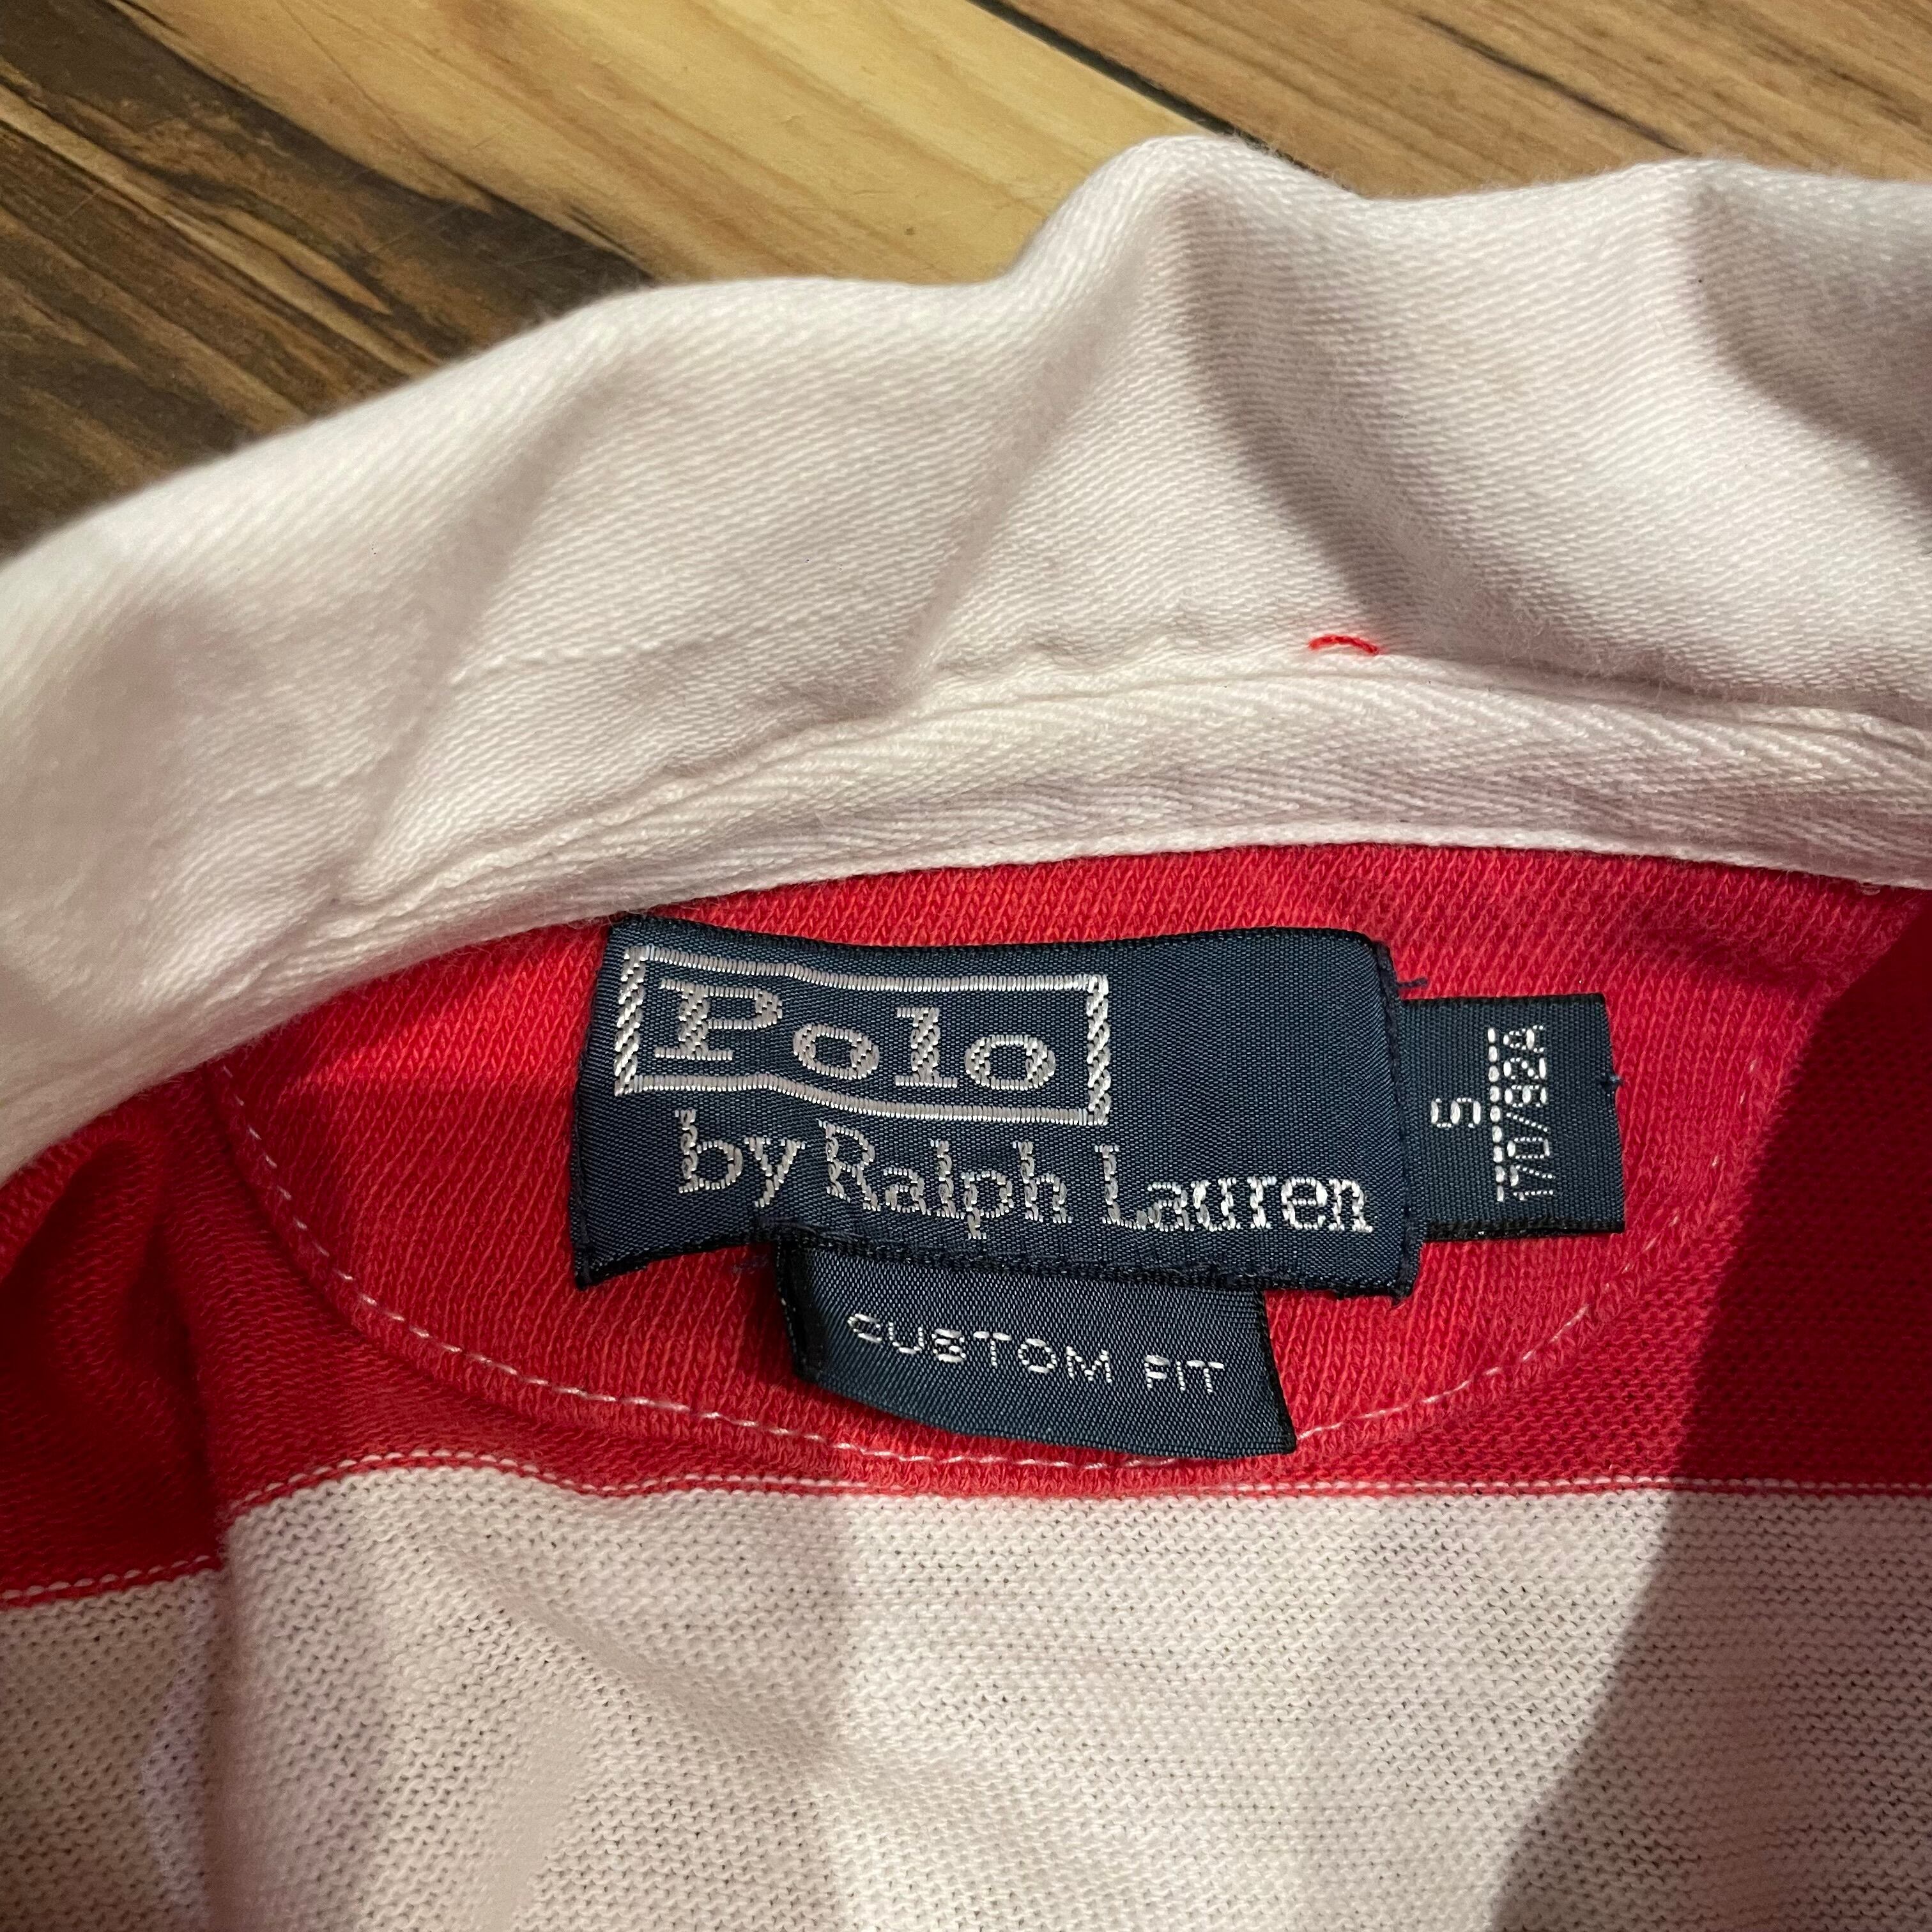 Polo
by Ralph Lauren
S
170/92A
CUSTOM FIT